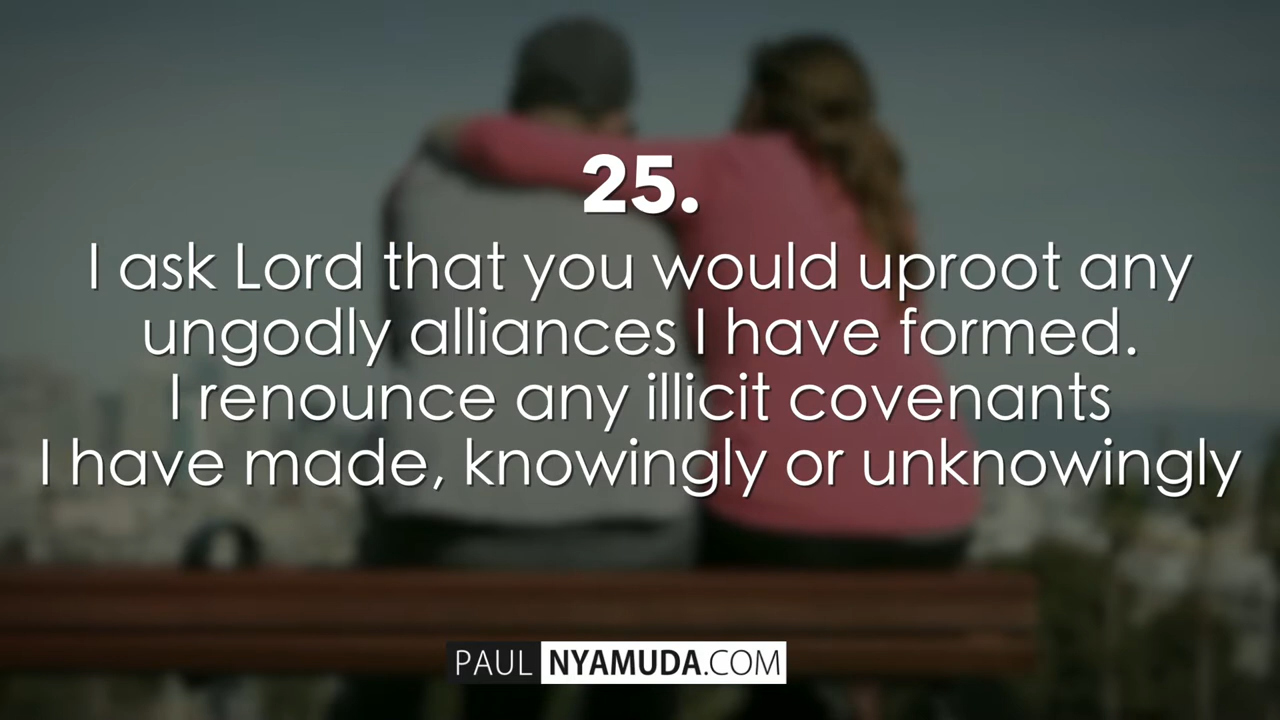 25.
I ask Lord that you would uproot any
ungodly alliances I have formed.
I renounce any illicit covenants
I have made, knowingly or unknowingly
PAUL NYAMUDA.COM